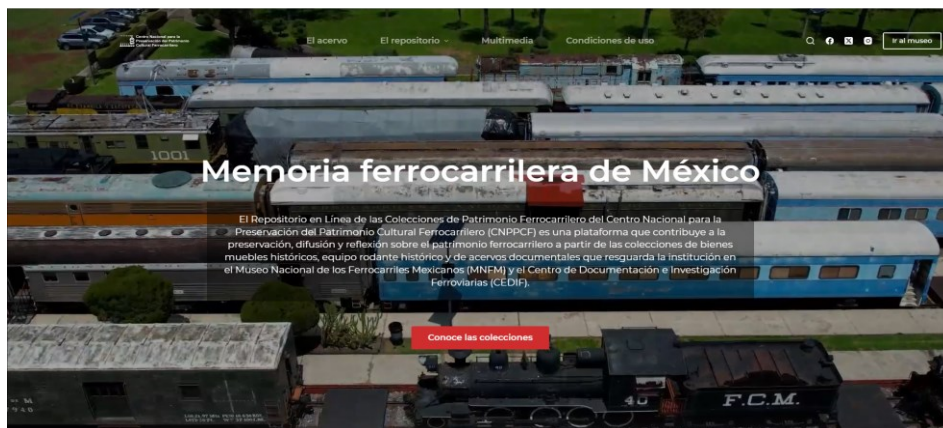 Centro Nacional para la
Preservación del Patrimonio
Cultural Ferrocarrilero
El acervo
El repositorio
Multimedia
Condiciones de uso
Ir al museo
1001
Memoria ferrocarrilera de México
El Repositorio en Línea de las Colecciones de Patrimonio Ferrocarrilero del Centro Nacional para la
Preservación del Patrimonio Cultural Ferrocarrilero (CNPPCF) es una plataforma que contribuye a la
preservación, difusión y reflexión sobre el patrimonio ferrocarrilero a partir de las colecciones de bienes
muebles históricos, equipo rodante histórico y de acervos documentales que resguarda la institución en
el Museo Nacional de los Ferrocarriles Mexicanos (MNFM) y el Centro de Documentación e Investigación
Ferroviarias (CEDIF).
Conoce las colecciones
40
F.C.M.